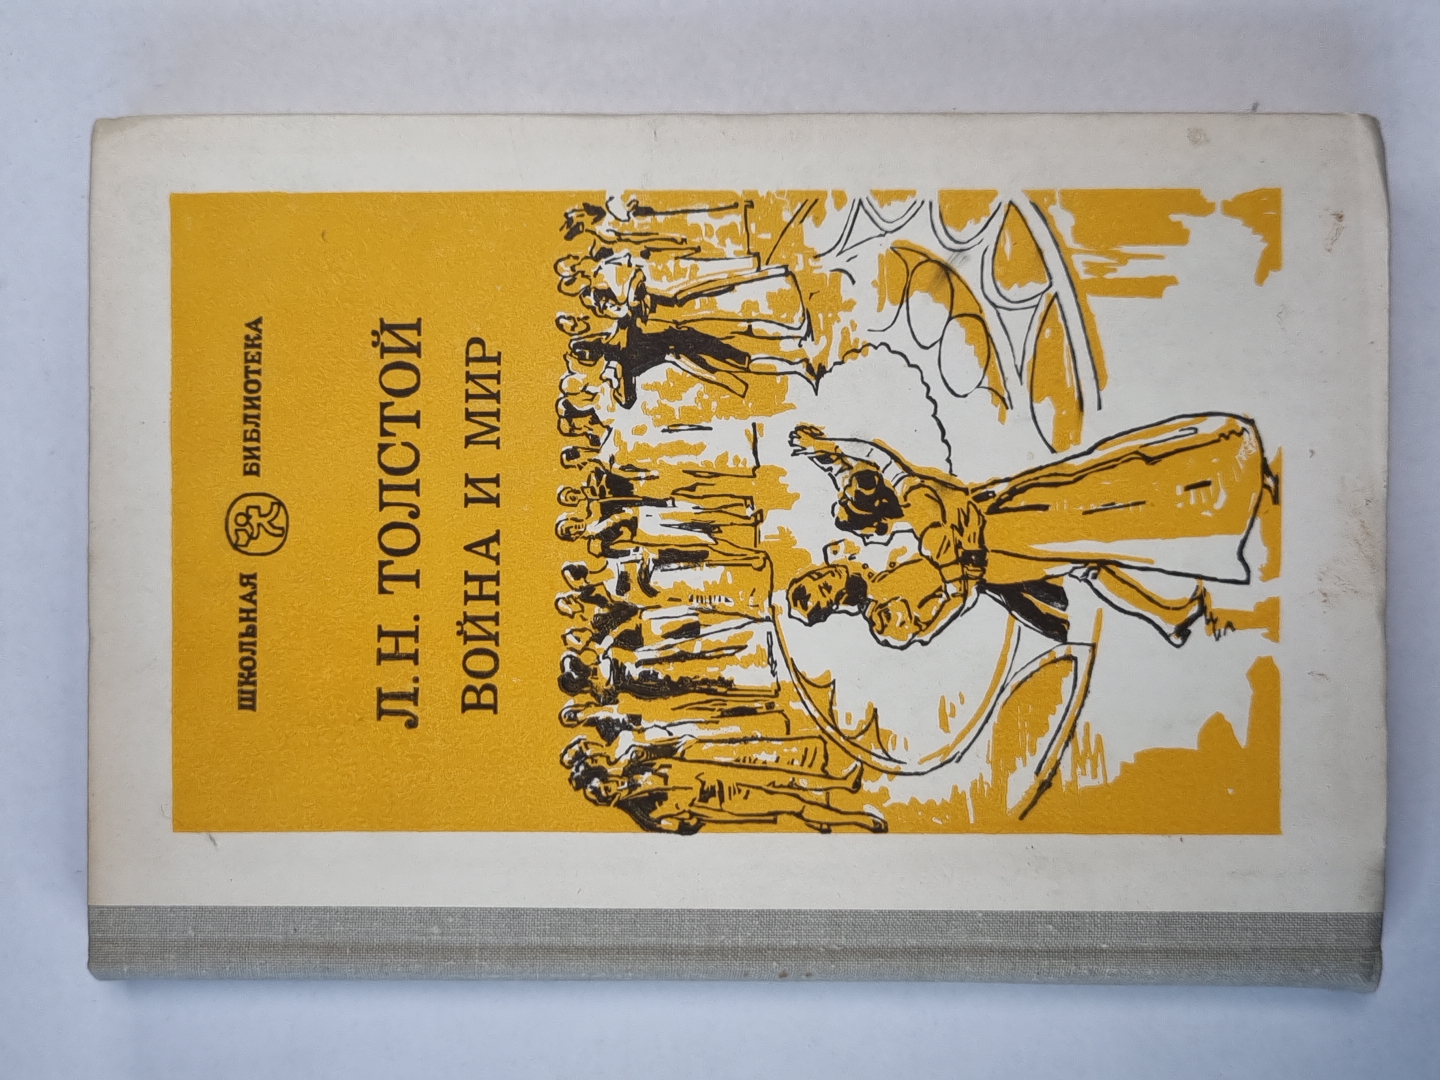 ШКОЛЬНАЯ БИБЛИОТЕКА
Л. Н. ТОЛСТОЙ
ВОЙНА И МИР